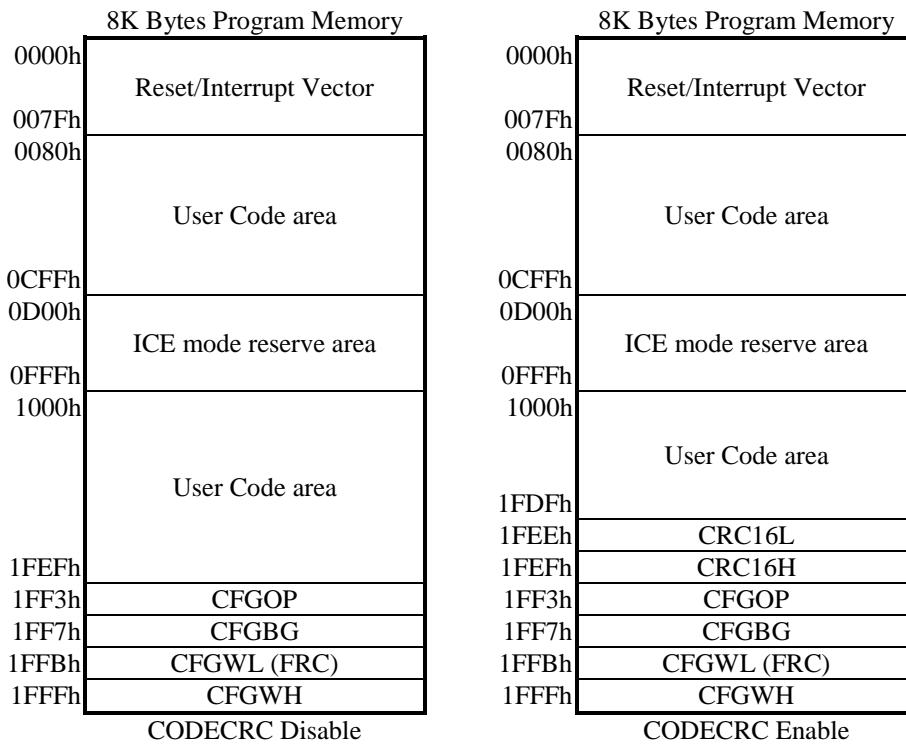 8K Bytes Program Memory
0000h
Reset/Interrupt Vector
007Fh
0080h
User Code area
0CFFh
0D00h
ICE mode reserve area
0FFFh
1000h
User Code area
1FEFh
1FF3h CFGOP
1FF7h CFGBG
1FFBh CFGWL (FRC)
1FFFh CFGWH
CODECRC Disable
8K Bytes Program Memory
0000h
Reset/Interrupt Vector
007Fh
0080h
User Code area
0CFFh
0D00h
ICE mode reserve area
0FFFh
1000h
User Code area
1FDFh
1FEEh CRC16L
1FEFh CRC16H
1FF3h CFGOP
1FF7h CFGBG
1FFBh CFGWL (FRC)
1FFFh CFGWH
CODECRC Enable